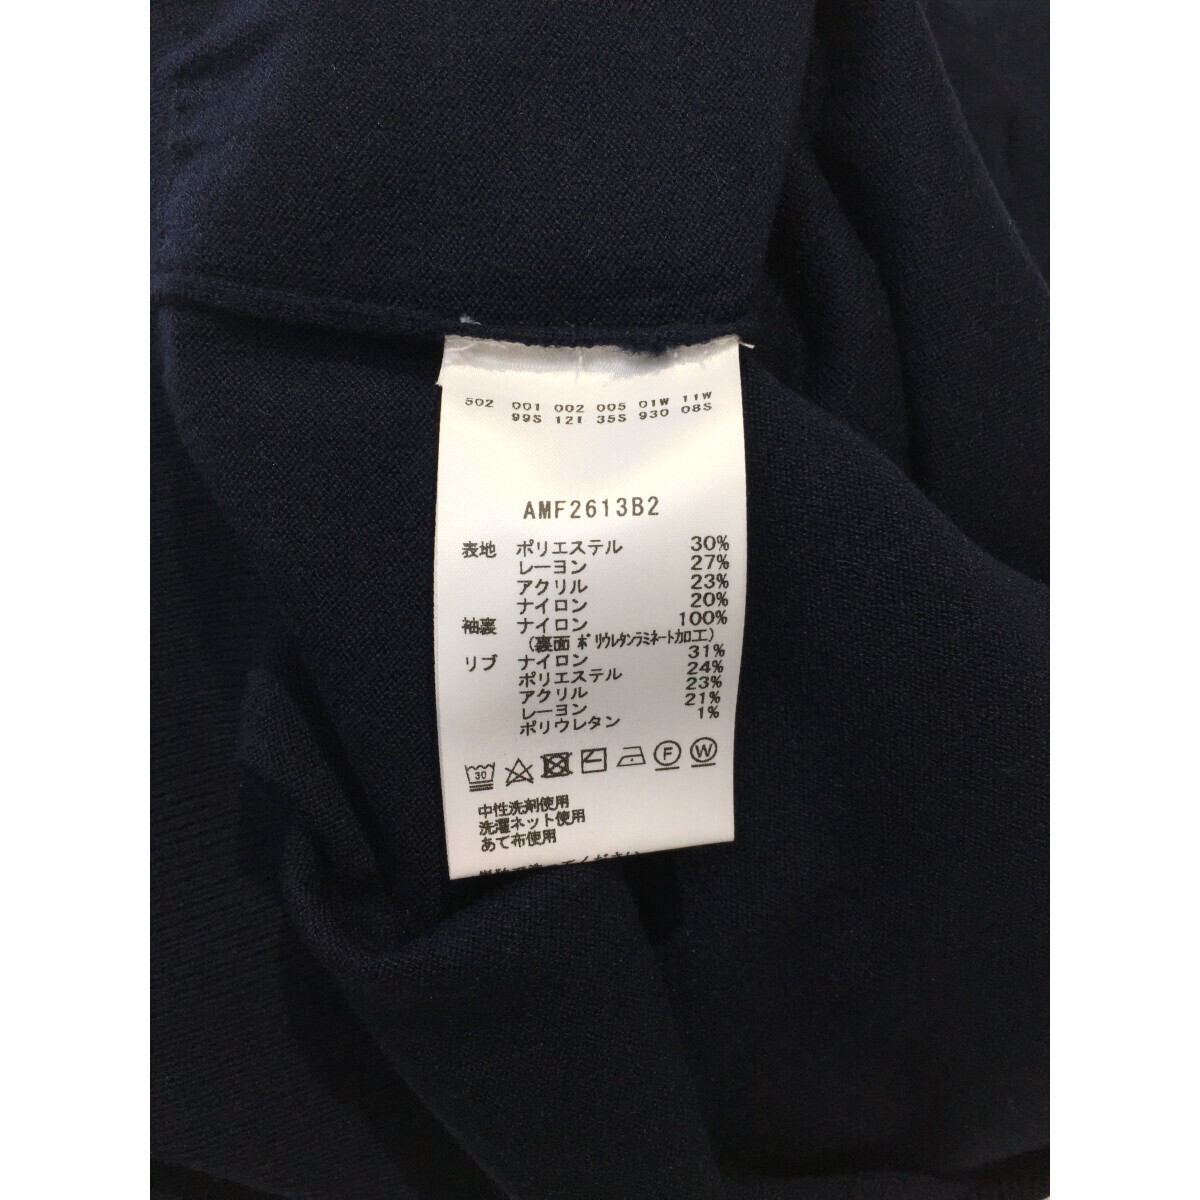 502 001 002 005 01W 11W
99S 12I 35S 930 08S
AMF2613B2
表地 ポリエステル 30%
レーヨン 27%
アクリル 23%
ナイロン 20%
袖裏 ナイロン 100%
(裏面 ポリウレタンラミネート加工)
リブ ナイロン 31%
ポリエステル 24%
アクリル 23%
レーヨン 21%
ポリウレタン 1%
30 F W
中性洗剤使用
洗濯ネット使用
あて布使用